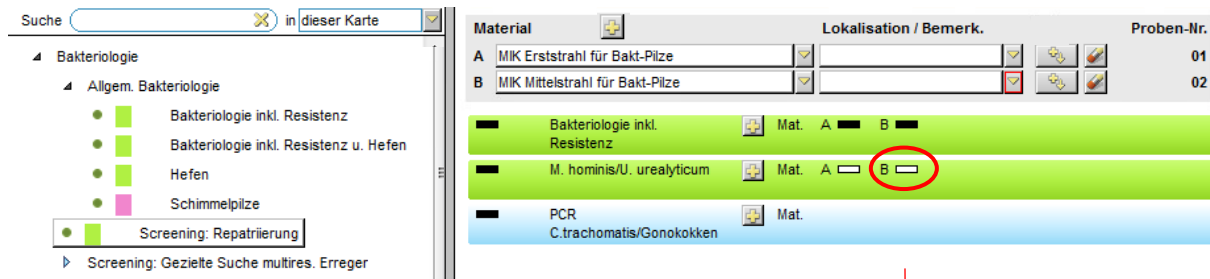 Suche in dieser Karte
Bakteriologie
Allgem. Bakteriologie
Bakteriologie inkl. Resistenz
Bakteriologie inkl. Resistenz u. Hefen
Hefen
Schimmelpilze
Screening: Repatriierung
Screening: Gezielte Suche multires. Erreger
Material Lokalisation / Bemerk. Proben-Nr.
A MIK Erststrahl für Bakt-Pilze 01
B MIK Mittelstrahl für Bakt-Pilze 02
Bakteriologie inkl. Mat. A B
Resistenz
M. hominis/U. urealyticum Mat. A B
PCR Mat.
C.trachomatis/Gonokokken